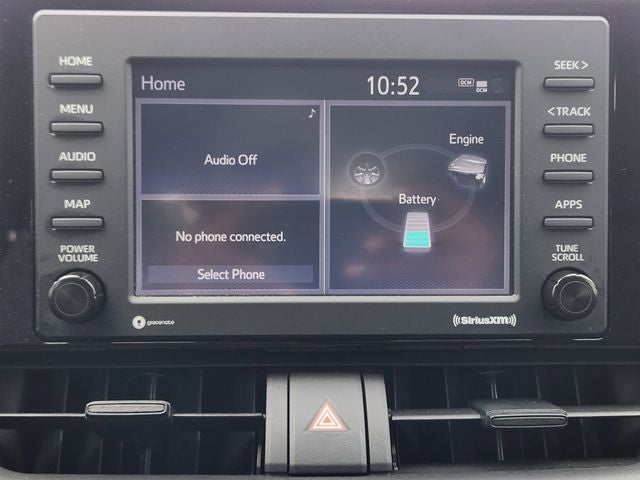 HOME
MENU
AUDIO
MAP
POWER
VOLUME
Home
10:52
DCM
DCM
Audio Off
No phone connected.
Select Phone
Engine
Battery
SEEK >
< TRACK
PHONE
APPS
TUNE
SCROLL
gracenote
((SiriusXM))